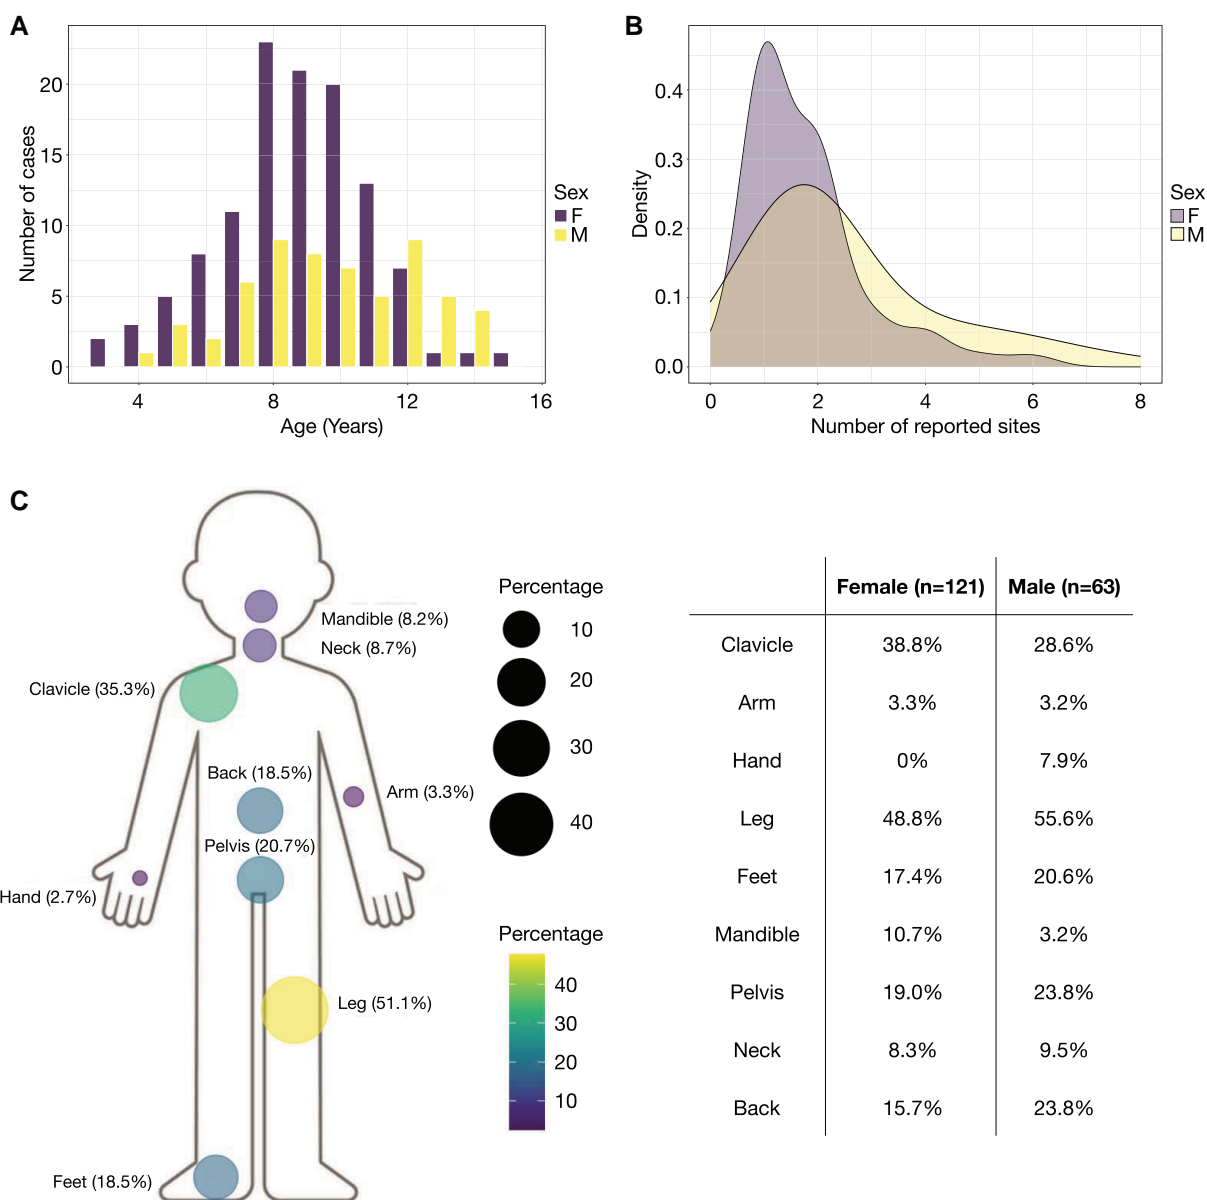 A
Number of cases
20
15
10
5
0
4 8 12 16
Age (Years)
Sex
F
M
B
Density
0.4
0.3
0.2
0.1
0.0
0 2 4 6 8
Number of reported sites
Sex
F
M
C
Mandible (8.2%)
Neck (8.7%)
Clavicle (35.3%)
Back (18.5%)
Arm (3.3%)
Pelvis (20.7%)
Hand (2.7%)
Leg (51.1%)
Feet (18.5%)
Percentage
10
20
30
40
Percentage
40
30
20
10
Female (n=121) Male (n=63)
Clavicle 38.8% 28.6%
Arm 3.3% 3.2%
Hand 0% 7.9%
Leg 48.8% 55.6%
Feet 17.4% 20.6%
Mandible 10.7% 3.2%
Pelvis 19.0% 23.8%
Neck 8.3% 9.5%
Back 15.7% 23.8%